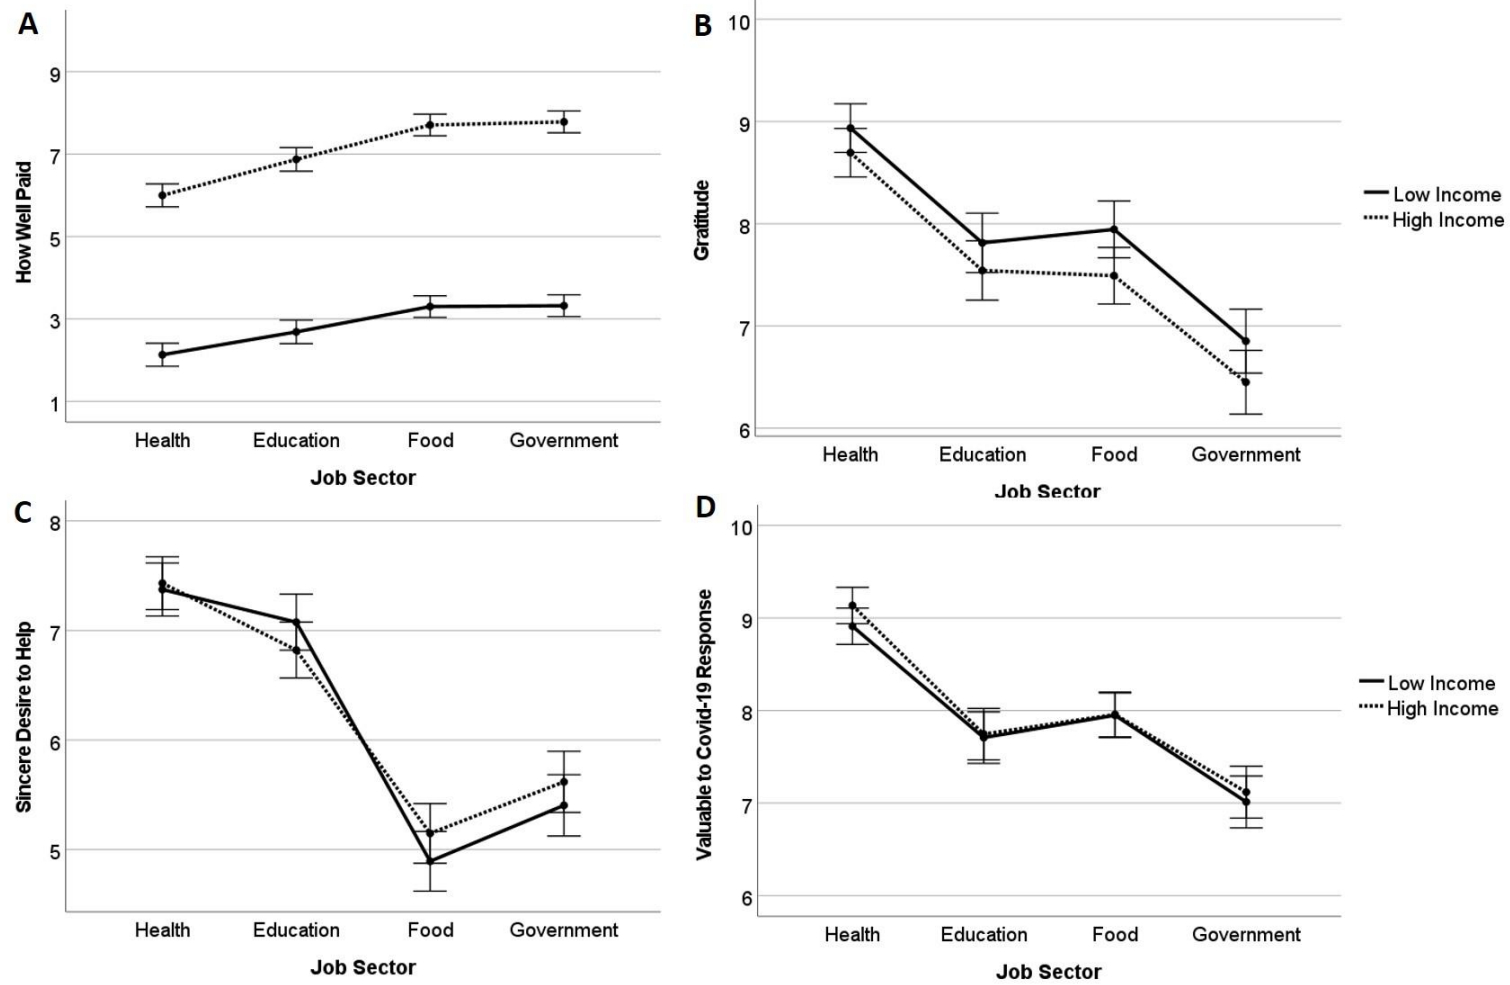 A
9
7
5
3
1
How Well Paid
Health Education Food Government
Job Sector
B
10
9
8
7
6
Gratitude
Health Education Food Government
Job Sector
Low Income
High Income
C
8
7
6
5
Sincere Desire to Help
Health Education Food Government
Job Sector
D
10
9
8
7
6
Valuable to Covid-19 Response
Health Education Food Government
Job Sector
Low Income
High Income